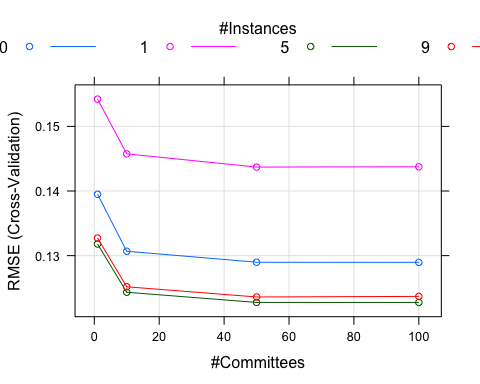 #Instances
0 1 5 9
RMSE (Cross-Validation)
0.15
0.14
0.13
0 20 40 60 80 100
#Committees